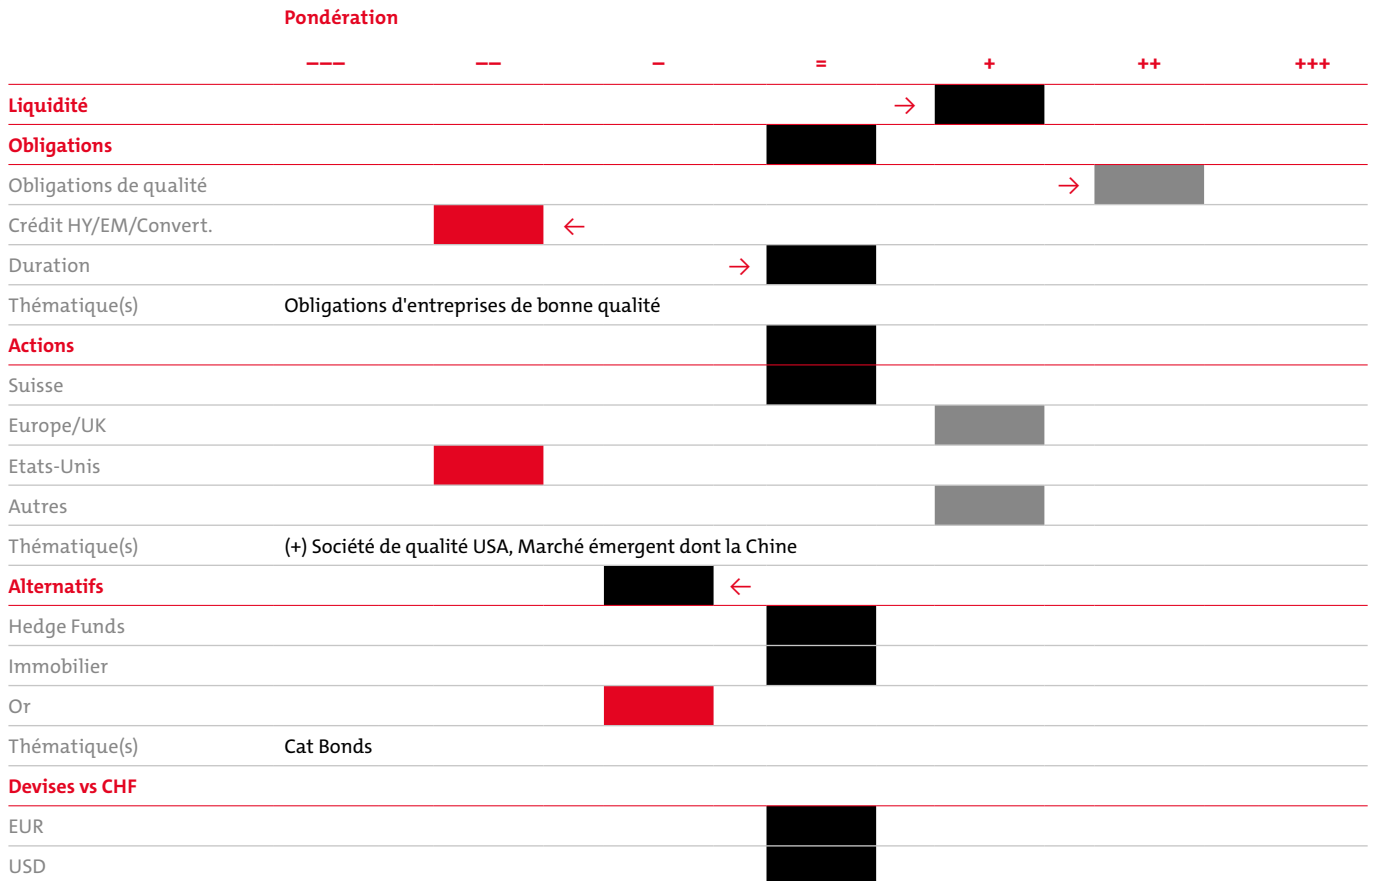 Pondération
––– –– – = + ++ +++
Liquidité →
Obligations
Obligations de qualité →
Crédit HY/EM/Convert. ←
Duration →
Thématique(s) Obligations d'entreprises de bonne qualité
Actions
Suisse
Europe/UK
Etats-Unis
Autres
Thématique(s) (+) Société de qualité USA, Marché émergent dont la Chine
Alternatifs ←
Hedge Funds
Immobilier
Or
Thématique(s) Cat Bonds
Devises vs CHF
EUR
USD